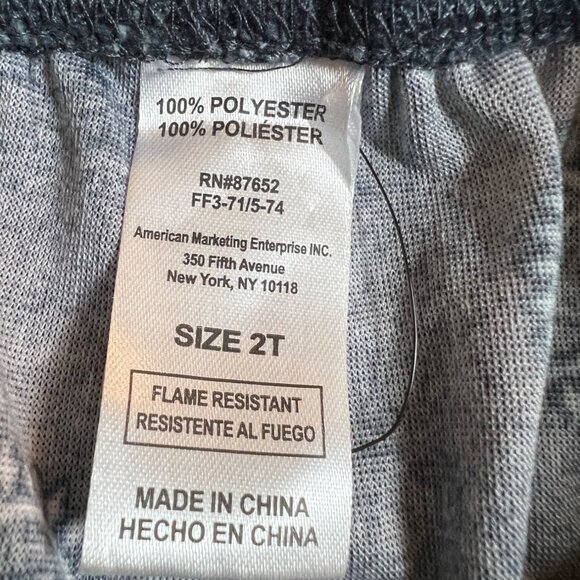 100% POLYESTER
100% POLIÉSTER
RN#87652
FF3-71/5-74
American Marketing Enterprise INC.
350 Fifth Avenue
New York, NY 10118
SIZE 2T
FLAME RESISTANT
RESISTENTE AL FUEGO
MADE IN CHINA
HECHO EN CHINA